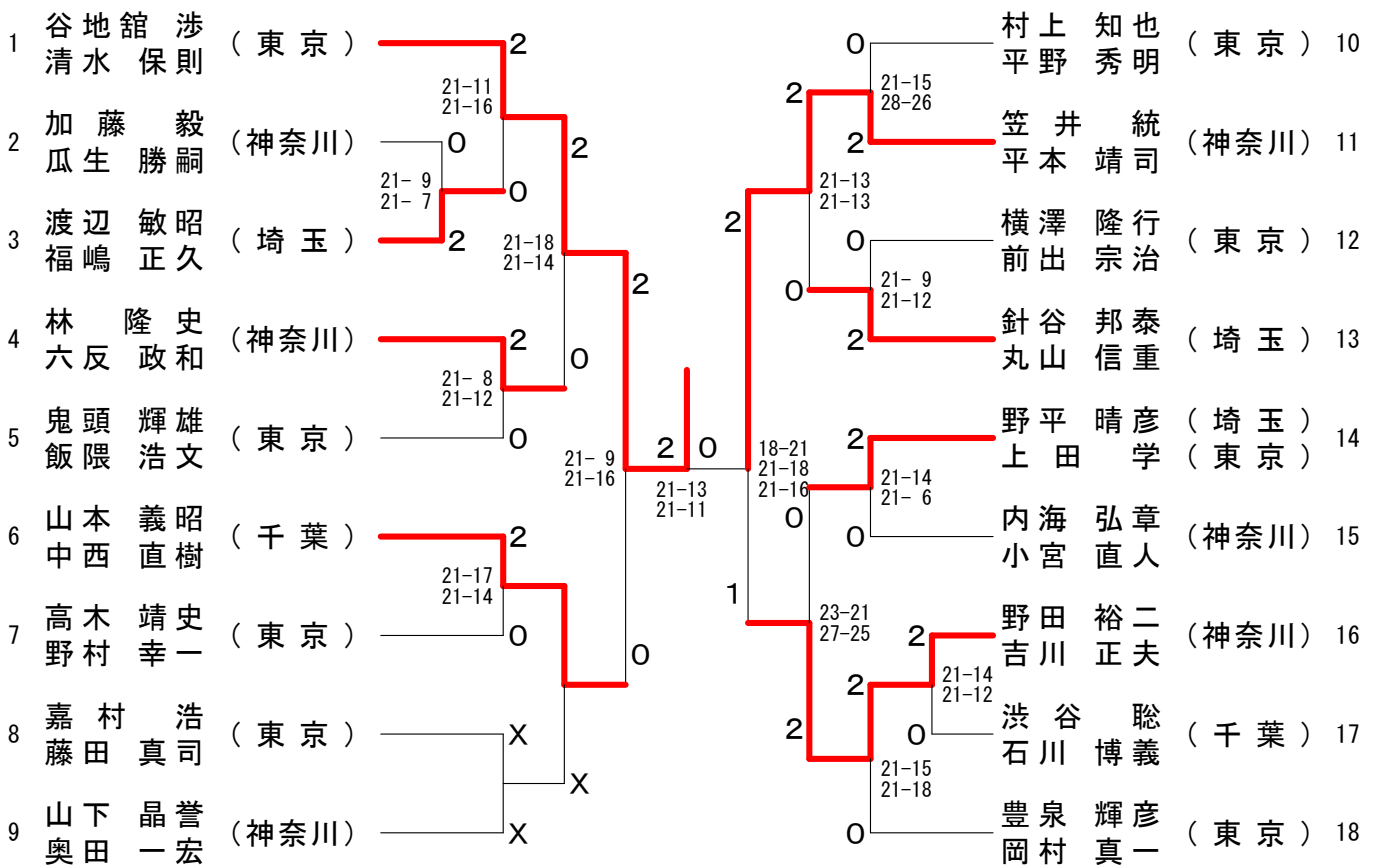 1 谷地舘 渉 (東京)
清水 保則
2
21-11
21-16
2 加藤 毅 (神奈川)
瓜生 勝嗣
0
21- 9
21- 7
0
2
3 渡辺 敏昭 (埼玉)
福嶋 正久
2
21-18
21-14
2
4 林 隆史 (神奈川)
六反 政和
2
0
21- 8
21-12
5 鬼頭 輝雄 (東京)
飯隈 浩文
0
21- 9
21-16
2 0
21-13
21-11
6 山本 義昭 (千葉)
中西 直樹
2
21-17
21-14
7 高木 靖史 (東京)
野村 幸一
0
0
8 嘉村 浩 (東京)
藤田 真司
X
X
9 山下 晶誉 (神奈川)
奥田 一宏
X
村上 知也 (東京) 10
平野 秀明
0
21-15
28-26
2
笠井 統 (神奈川) 11
平本 靖司
2
21-13
21-13
2
横澤 隆行 (東京) 12
前出 宗治
0
21- 9
21-12
0
針谷 邦泰 (埼玉) 13
丸山 信重
2
18-21
21-18
21-16
野平 晴彦 (埼玉) 14
上田 学 (東京)
2
21-14
21- 6
0
内海 弘章 (神奈川) 15
小宮 直人
0
1
23-21
27-25
野田 裕二 (神奈川) 16
吉川 正夫
2
21-14
21-12
2
渋谷 聡 (千葉) 17
石川 博義
0
2
21-15
21-18
豊泉 輝彦 (東京) 18
岡村 真一
0